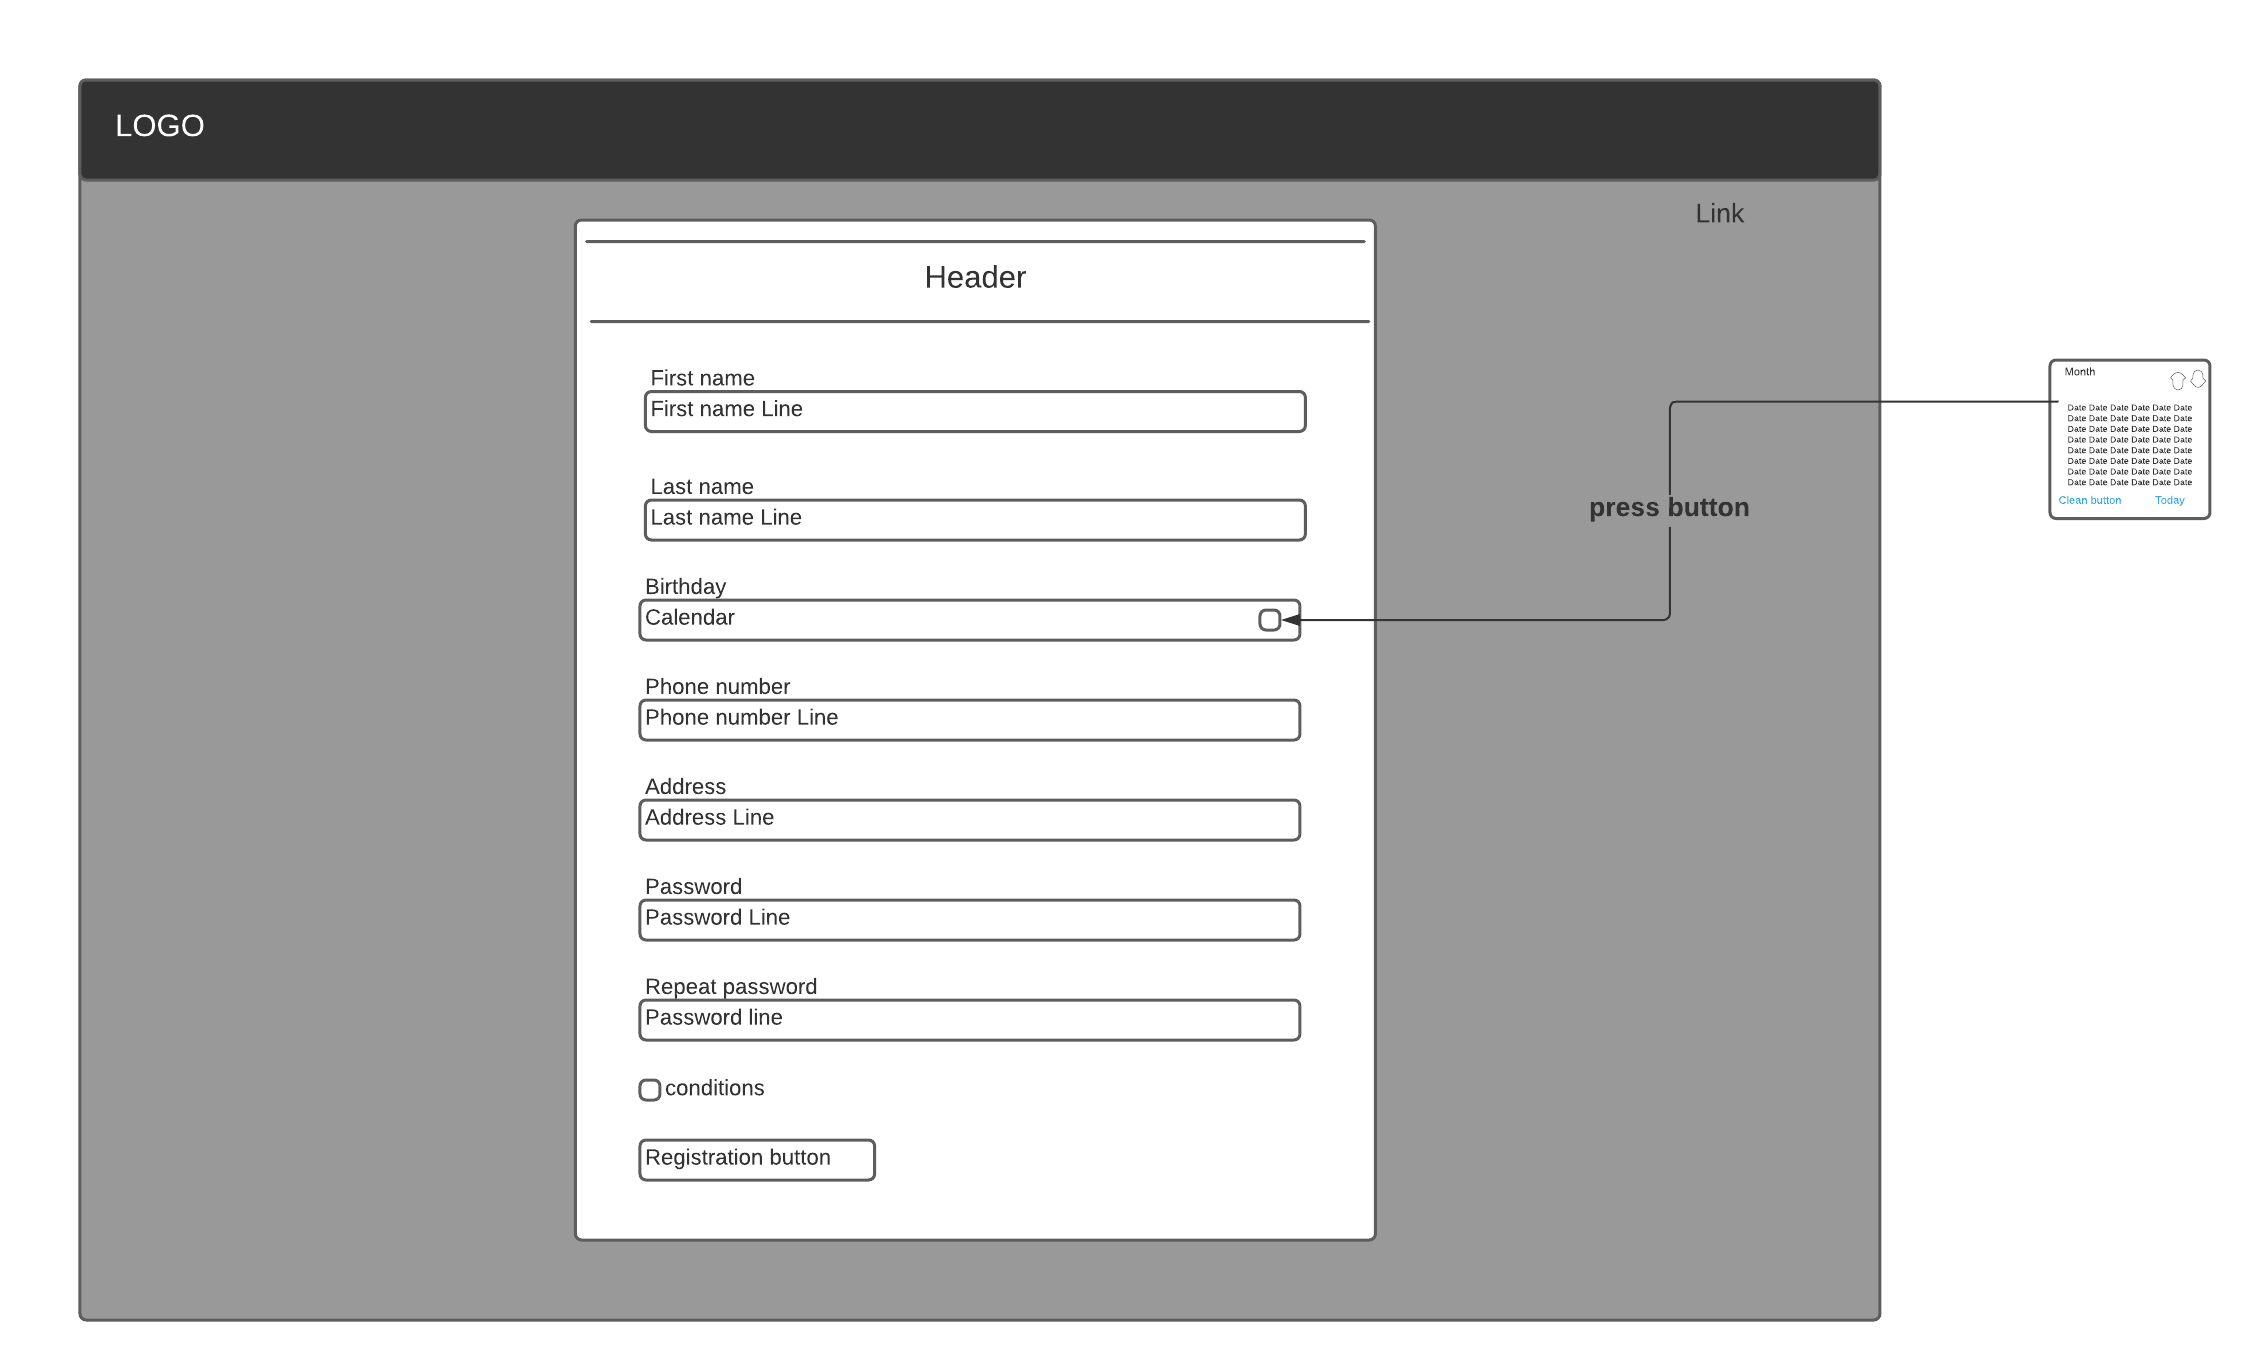 LOGO
Link
Header
First name
First name Line
Last name
Last name Line
Birthday
Calendar
Phone number
Phone number Line
Address
Address Line
Password
Password Line
Repeat password
Password line
conditions
Registration button
press button
Month
Date Date Date Date Date Date
Date Date Date Date Date Date
Date Date Date Date Date Date
Date Date Date Date Date Date
Date Date Date Date Date Date
Date Date Date Date Date Date
Date Date Date Date Date Date
Date Date Date Date Date Date
Clean button Today